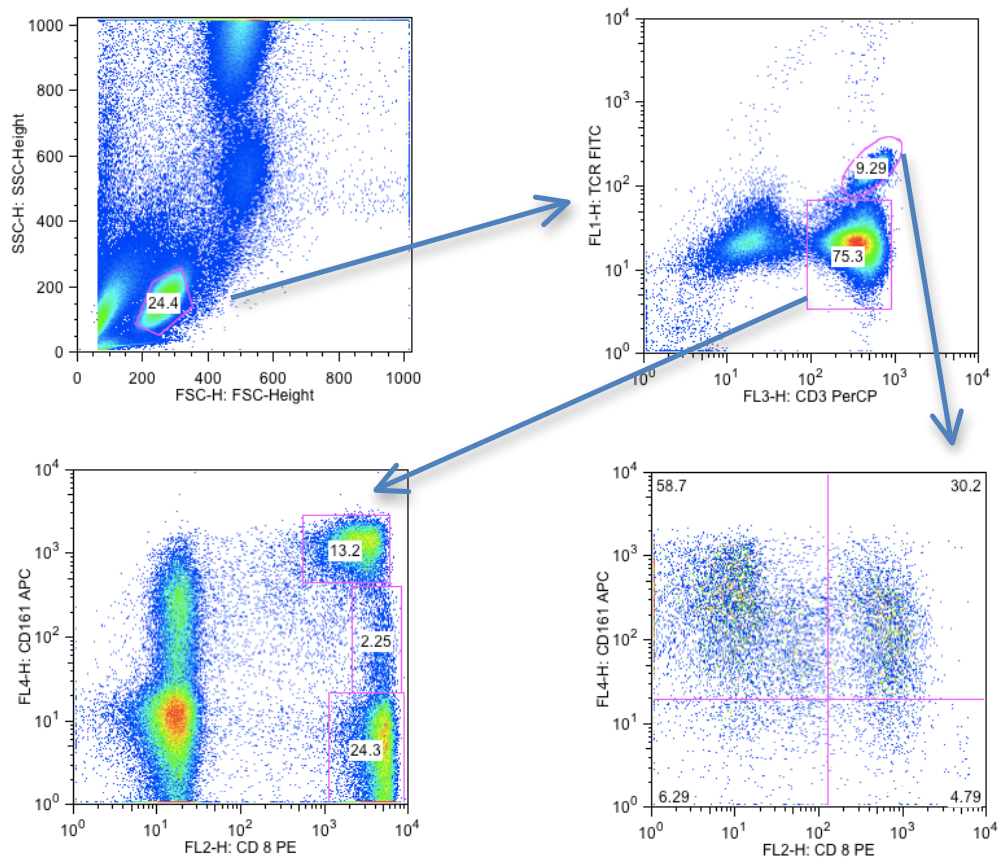 1000
800
600
400
200
0
SSC-H: SSC-Height
24.4
0 200 400 600 800 1000
FSC-H: FSC-Height
10^4
10^3
10^2
10^1
10^0
FL1-H: TCR FITC
9.29
75.3
10^0 10^1 10^2 10^3 10^4
FL3-H: CD3 PerCP
10^4
10^3
10^2
10^1
10^0
FL4-H: CD161 APC
13.2
2.25
24.3
10^0 10^1 10^2 10^3 10^4
FL2-H: CD 8 PE
10^4
10^3
10^2
10^1
10^0
FL4-H: CD161 APC
58.7 30.2
6.29 4.79
10^0 10^1 10^2 10^3 10^4
FL2-H: CD 8 PE